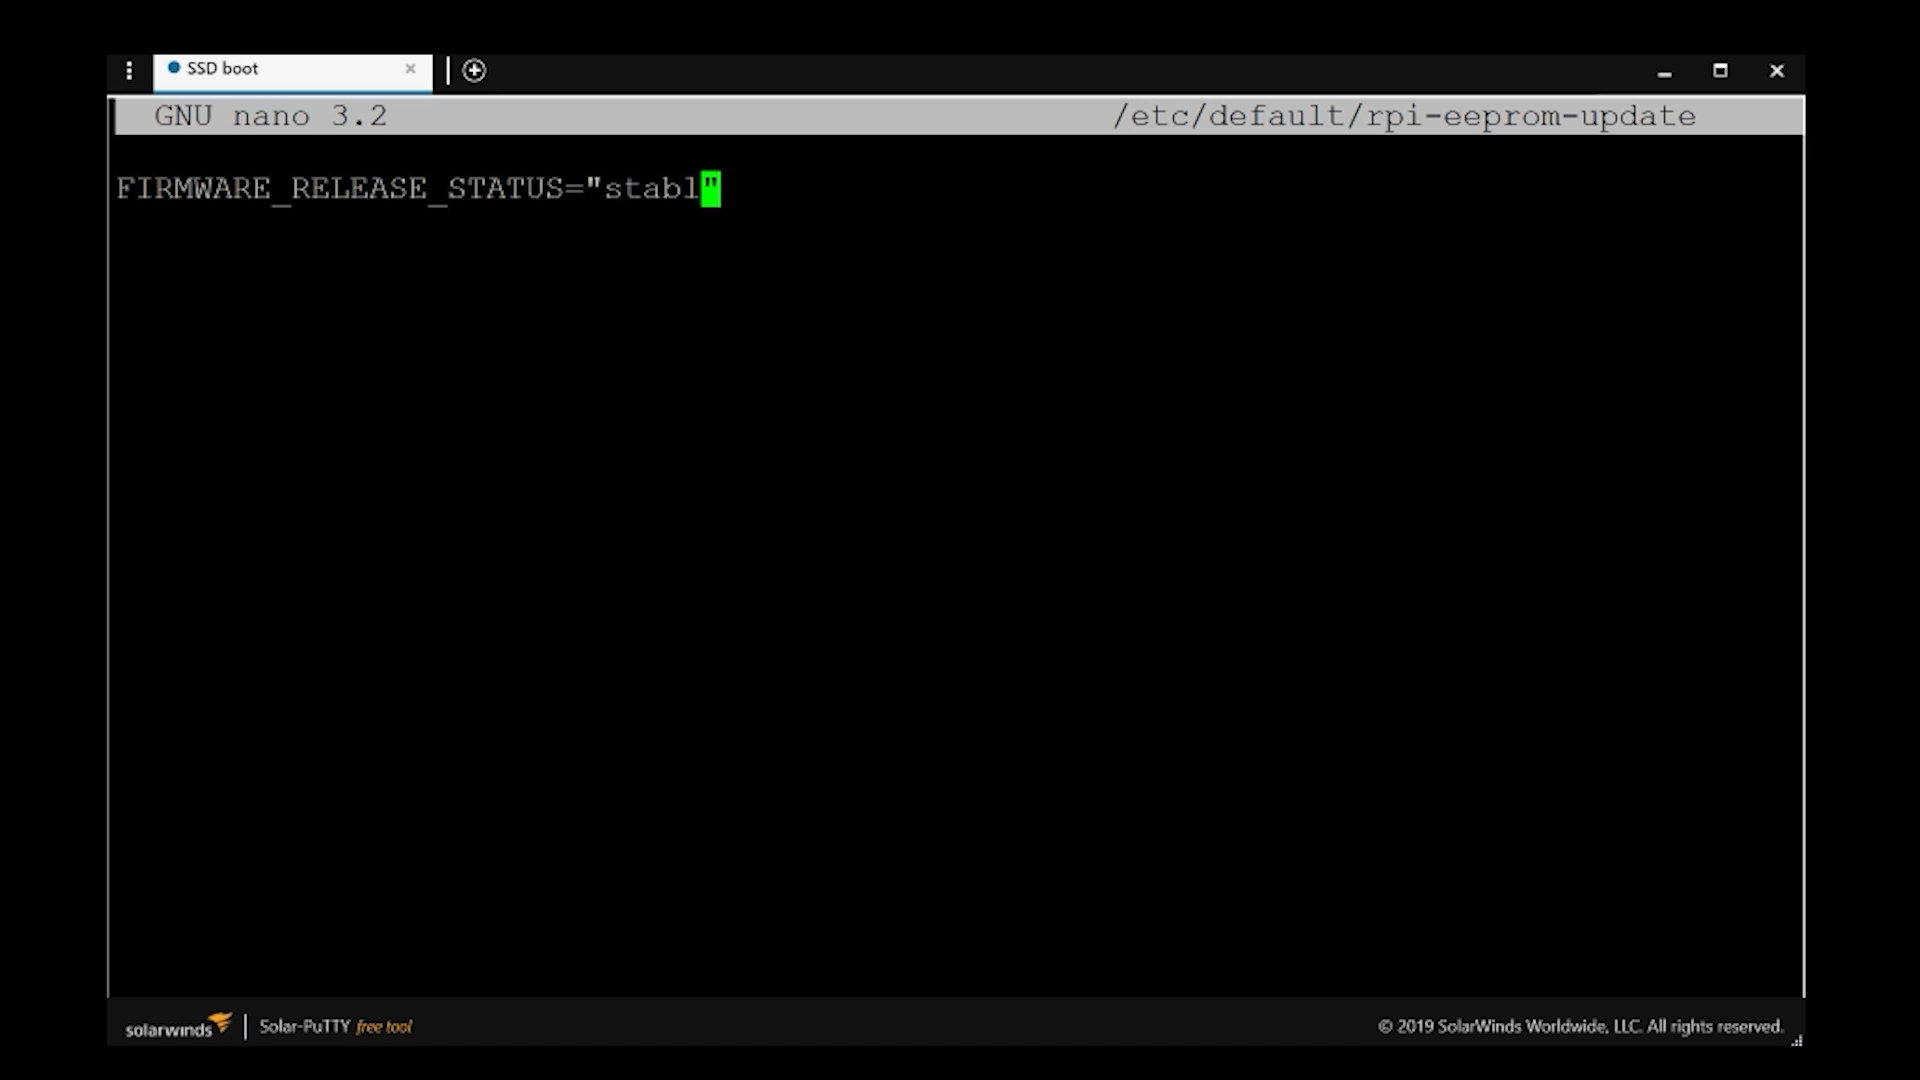 SSD boot
GNU nano 3.2 /etc/default/rpi-eeprom-update
FIRMWARE_RELEASE_STATUS="stabl"
solarwinds Solar-PuTTY free tool © 2019 SolarWinds Worldwide, LLC. All rights reserved.